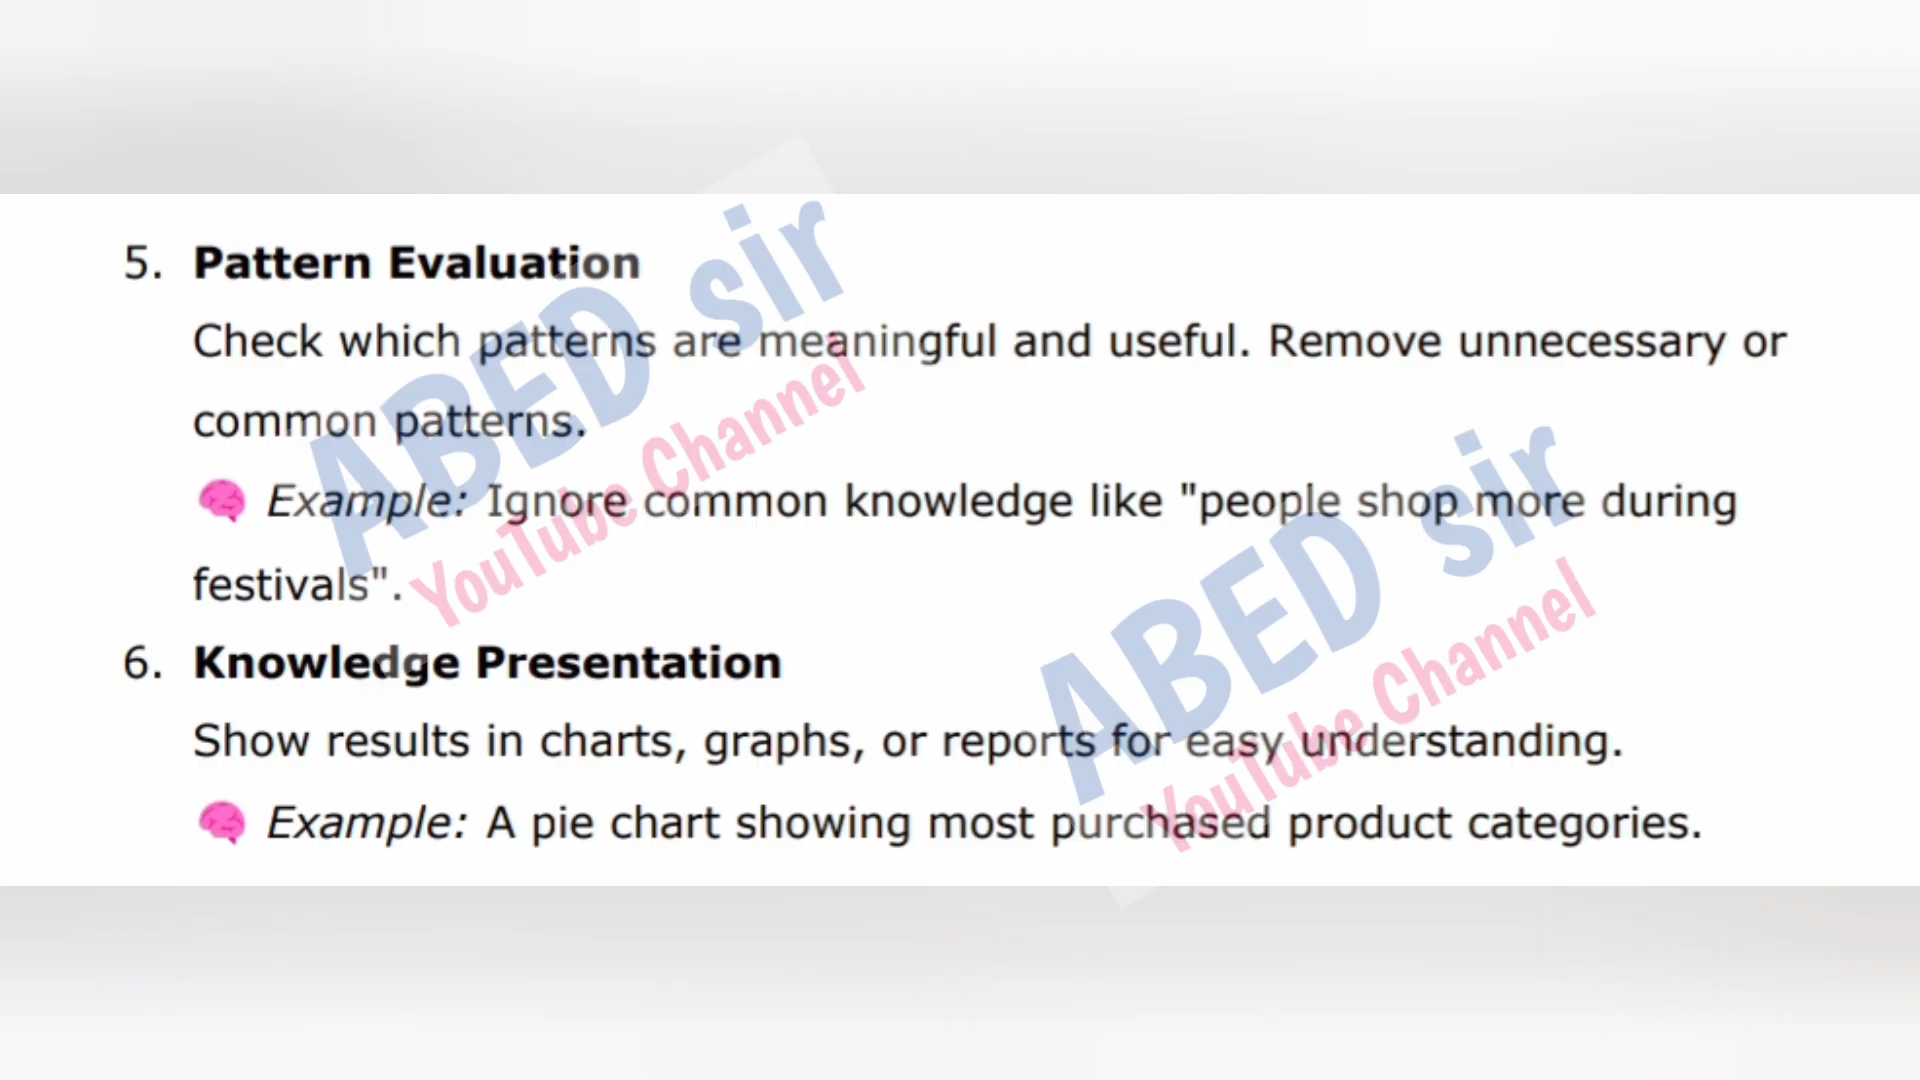 5. Pattern Evaluation
Check which patterns are meaningful and useful. Remove unnecessary or
common patterns.
🧠 Example: Ignore common knowledge like "people shop more during
festivals".
6. Knowledge Presentation
Show results in charts, graphs, or reports for easy understanding.
🧠 Example: A pie chart showing most purchased product categories.
ABED sir
YouTube Channel
ABED sir
YouTube Channel